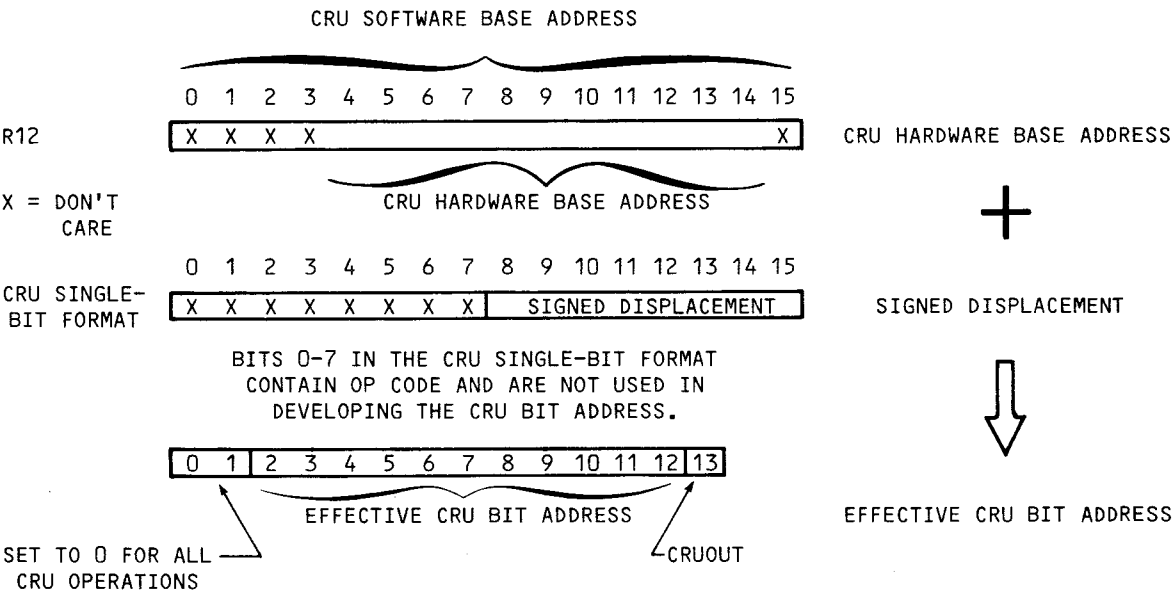 CRU SOFTWARE BASE ADDRESS
0 1 2 3 4 5 6 7 8 9 10 11 12 13 14 15
R12 X X X X X CRU HARDWARE BASE ADDRESS
CRU HARDWARE BASE ADDRESS
X = DON'T
CARE
+
0 1 2 3 4 5 6 7 8 9 10 11 12 13 14 15
CRU SINGLE-
BIT FORMAT
X X X X X X X X SIGNED DISPLACEMENT
SIGNED DISPLACEMENT
BITS 0-7 IN THE CRU SINGLE-BIT FORMAT
CONTAIN OP CODE AND ARE NOT USED IN
DEVELOPING THE CRU BIT ADDRESS.
0 1 2 3 4 5 6 7 8 9 10 11 12 13
EFFECTIVE CRU BIT ADDRESS
EFFECTIVE CRU BIT ADDRESS
SET TO 0 FOR ALL
CRU OPERATIONS
CRUOUT